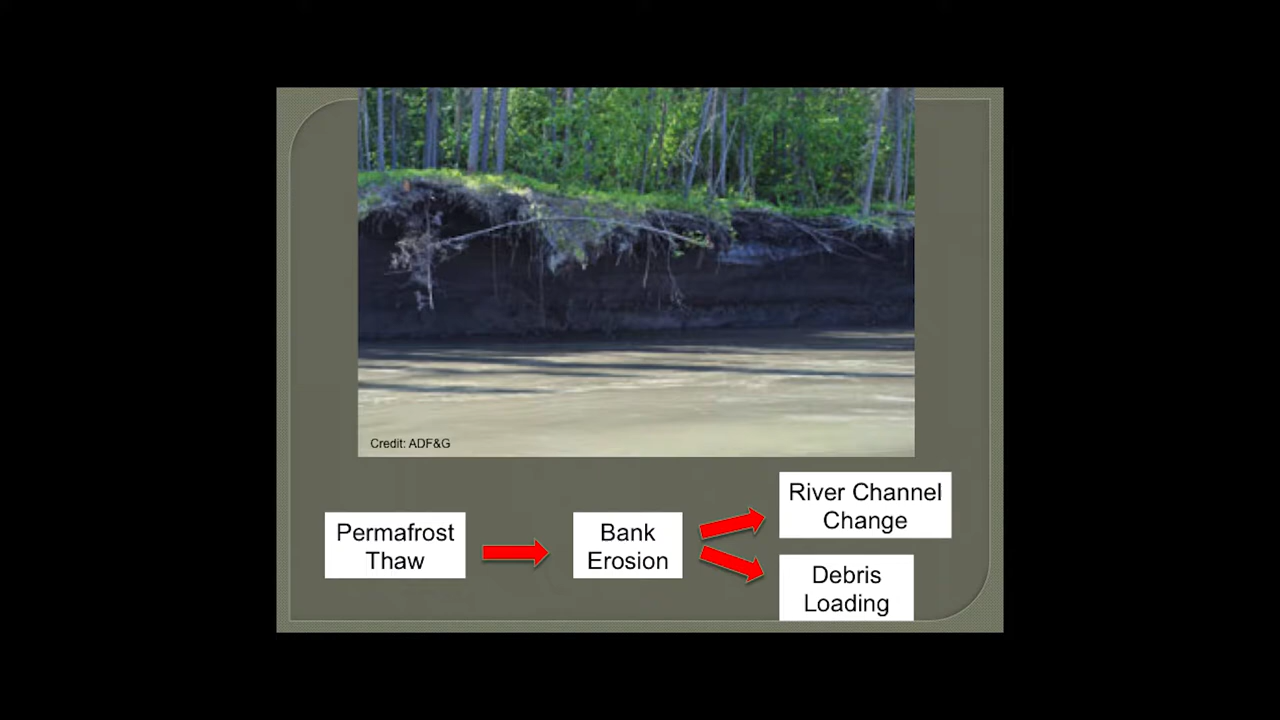 Credit: ADF&G
Permafrost
Thaw
Bank
Erosion
River Channel
Change
Debris
Loading